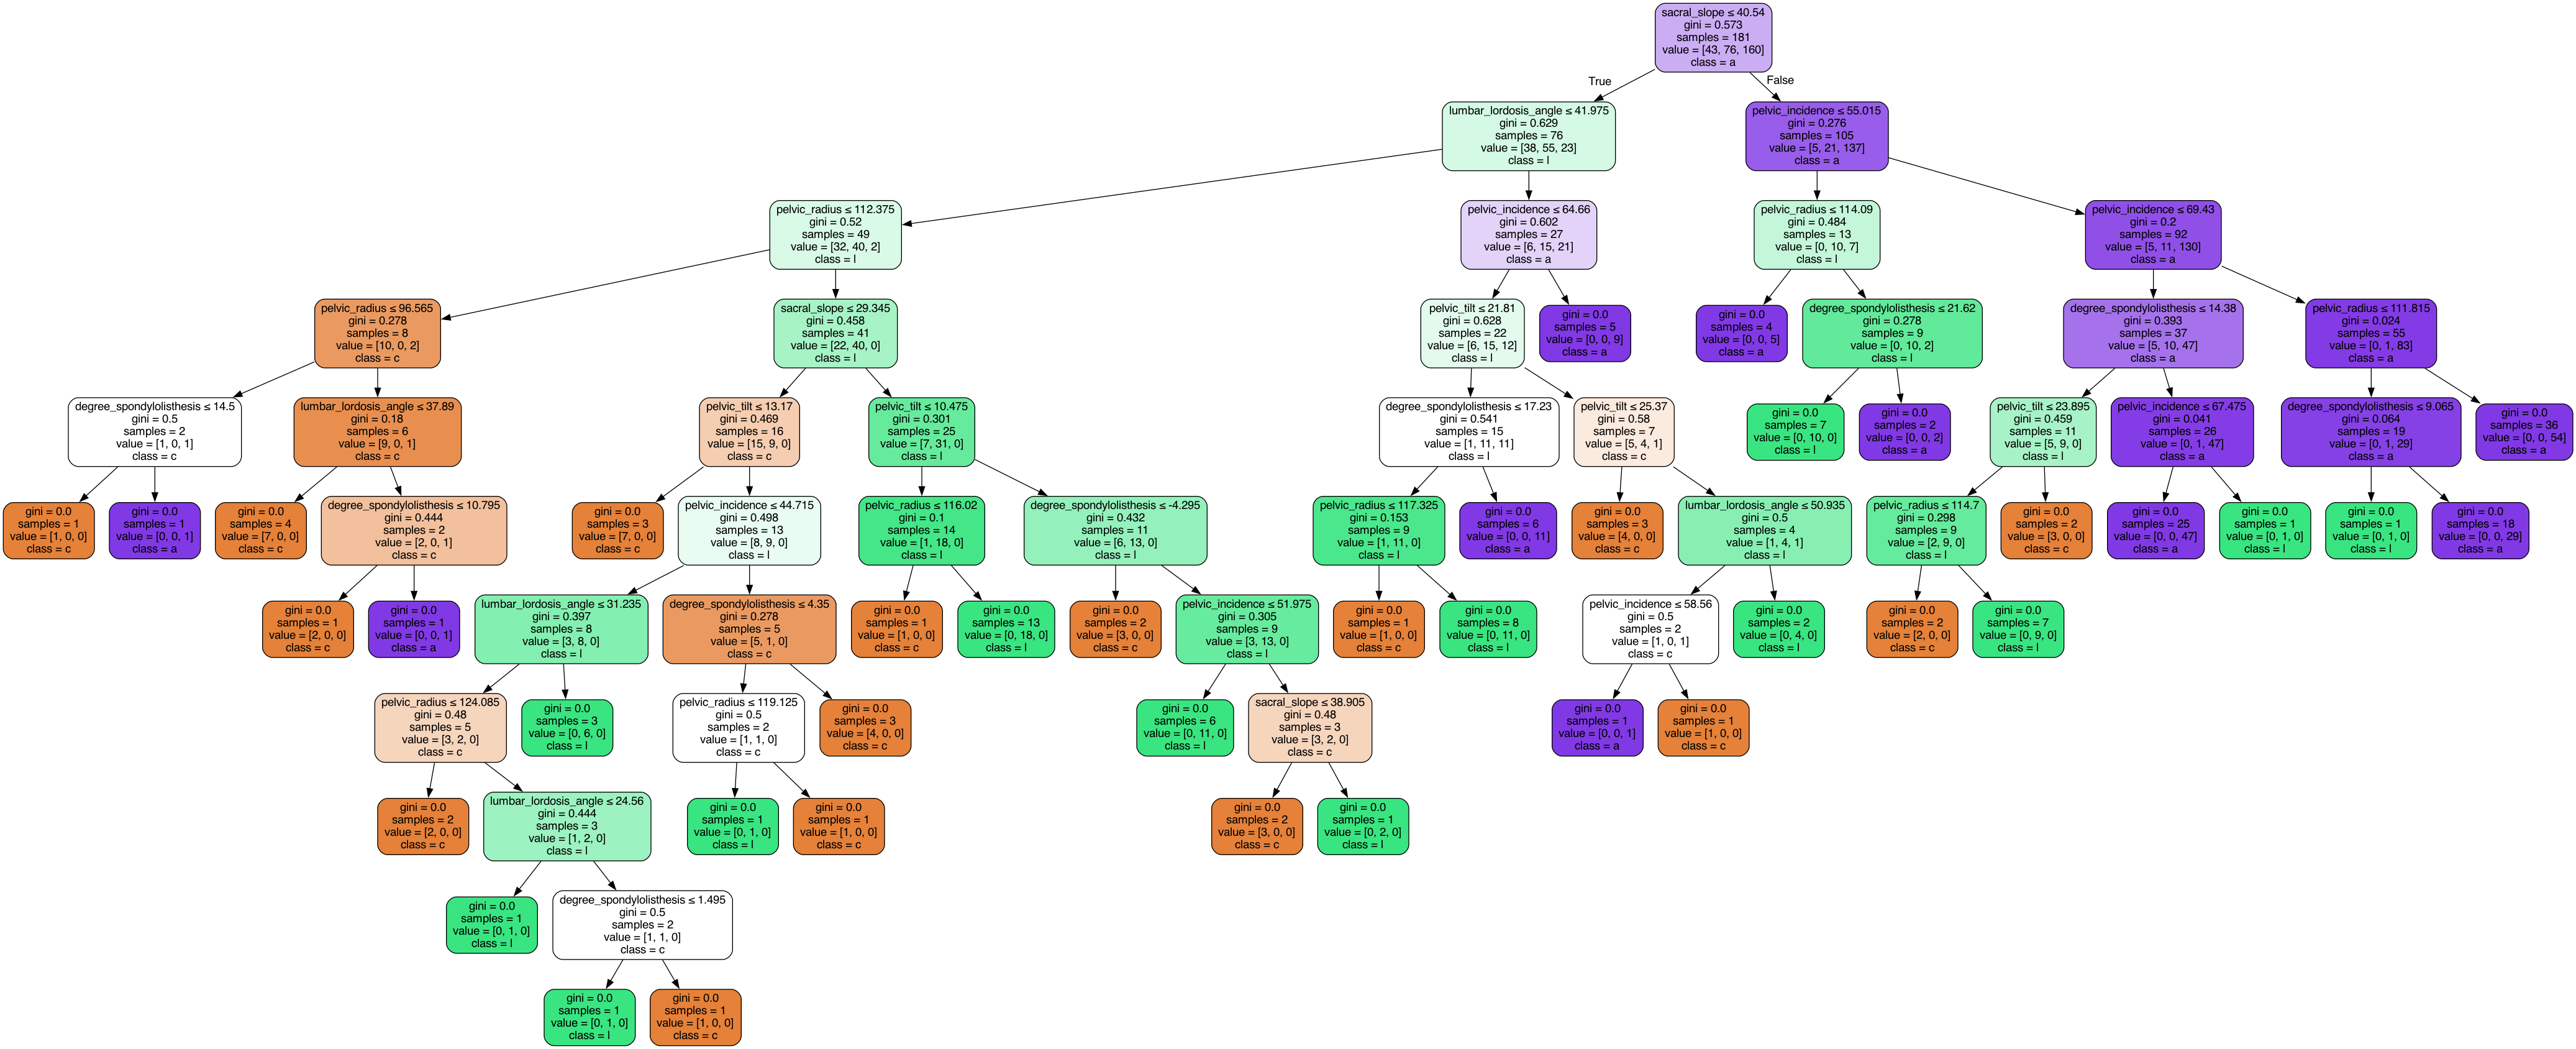 sacral_slope ≤ 40.54
gini = 0.573
samples = 181
value = [43, 76, 160]
class = a
True
False
lumbar_lordosis_angle ≤ 41.975
gini = 0.629
samples = 76
value = [38, 55, 23]
class = l
pelvic_incidence ≤ 55.015
gini = 0.276
samples = 105
value = [5, 21, 137]
class = a
pelvic_radius ≤ 112.375
gini = 0.52
samples = 49
value = [32, 40, 2]
class = l
pelvic_incidence ≤ 64.66
gini = 0.602
samples = 27
value = [6, 15, 21]
class = a
pelvic_radius ≤ 114.09
gini = 0.484
samples = 13
value = [0, 10, 7]
class = l
pelvic_incidence ≤ 69.43
gini = 0.2
samples = 92
value = [5, 11, 130]
class = a
pelvic_radius ≤ 96.565
gini = 0.278
samples = 8
value = [10, 0, 2]
class = c
sacral_slope ≤ 29.345
gini = 0.458
samples = 41
value = [22, 40, 0]
class = l
pelvic_tilt ≤ 21.81
gini = 0.628
samples = 22
value = [6, 15, 12]
class = l
gini = 0.0
samples = 5
value = [0, 0, 9]
class = a
gini = 0.0
samples = 4
value = [0, 0, 5]
class = a
degree_spondylolisthesis ≤ 21.62
gini = 0.278
samples = 9
value = [0, 10, 2]
class = l
degree_spondylolisthesis ≤ 14.38
gini = 0.393
samples = 37
value = [5, 10, 47]
class = a
pelvic_radius ≤ 111.815
gini = 0.024
samples = 55
value = [0, 1, 83]
class = a
degree_spondylolisthesis ≤ 14.5
gini = 0.5
samples = 2
value = [1, 0, 1]
class = c
lumbar_lordosis_angle ≤ 37.89
gini = 0.18
samples = 6
value = [9, 0, 1]
class = c
pelvic_tilt ≤ 13.17
gini = 0.469
samples = 16
value = [15, 9, 0]
class = c
pelvic_tilt ≤ 10.475
gini = 0.301
samples = 25
value = [7, 31, 0]
class = l
degree_spondylolisthesis ≤ 17.23
gini = 0.541
samples = 15
value = [1, 11, 11]
class = l
pelvic_tilt ≤ 25.37
gini = 0.58
samples = 7
value = [5, 4, 1]
class = c
gini = 0.0
samples = 7
value = [0, 10, 0]
class = l
gini = 0.0
samples = 2
value = [0, 0, 2]
class = a
pelvic_tilt ≤ 23.895
gini = 0.459
samples = 11
value = [5, 9, 0]
class = l
pelvic_incidence ≤ 67.475
gini = 0.041
samples = 26
value = [0, 1, 47]
class = a
degree_spondylolisthesis ≤ 9.065
gini = 0.064
samples = 19
value = [0, 1, 29]
class = a
gini = 0.0
samples = 36
value = [0, 0, 54]
class = a
gini = 0.0
samples = 1
value = [1, 0, 0]
class = c
gini = 0.0
samples = 1
value = [0, 0, 1]
class = a
gini = 0.0
samples = 4
value = [7, 0, 0]
class = c
degree_spondylolisthesis ≤ 10.795
gini = 0.444
samples = 2
value = [2, 0, 1]
class = c
gini = 0.0
samples = 3
value = [7, 0, 0]
class = c
pelvic_incidence ≤ 44.715
gini = 0.498
samples = 13
value = [8, 9, 0]
class = l
pelvic_radius ≤ 116.02
gini = 0.1
samples = 14
value = [1, 18, 0]
class = l
degree_spondylolisthesis ≤ -4.295
gini = 0.432
samples = 11
value = [6, 13, 0]
class = l
pelvic_radius ≤ 117.325
gini = 0.153
samples = 9
value = [1, 11, 0]
class = l
gini = 0.0
samples = 6
value = [0, 0, 11]
class = a
gini = 0.0
samples = 3
value = [4, 0, 0]
class = c
lumbar_lordosis_angle ≤ 50.935
gini = 0.5
samples = 4
value = [1, 4, 1]
class = l
pelvic_radius ≤ 114.7
gini = 0.298
samples = 9
value = [2, 9, 0]
class = l
gini = 0.0
samples = 2
value = [3, 0, 0]
class = c
gini = 0.0
samples = 25
value = [0, 0, 47]
class = a
gini = 0.0
samples = 1
value = [0, 1, 0]
class = l
gini = 0.0
samples = 1
value = [0, 1, 0]
class = l
gini = 0.0
samples = 18
value = [0, 0, 29]
class = a
gini = 0.0
samples = 1
value = [2, 0, 0]
class = c
gini = 0.0
samples = 1
value = [0, 0, 1]
class = a
lumbar_lordosis_angle ≤ 31.235
gini = 0.397
samples = 8
value = [3, 8, 0]
class = l
degree_spondylolisthesis ≤ 4.35
gini = 0.278
samples = 5
value = [5, 1, 0]
class = c
gini = 0.0
samples = 1
value = [1, 0, 0]
class = c
gini = 0.0
samples = 13
value = [0, 18, 0]
class = l
gini = 0.0
samples = 2
value = [3, 0, 0]
class = c
pelvic_incidence ≤ 51.975
gini = 0.305
samples = 9
value = [3, 13, 0]
class = l
gini = 0.0
samples = 1
value = [1, 0, 0]
class = c
gini = 0.0
samples = 8
value = [0, 11, 0]
class = l
pelvic_incidence ≤ 58.56
gini = 0.5
samples = 2
value = [1, 0, 1]
class = c
gini = 0.0
samples = 2
value = [0, 4, 0]
class = l
gini = 0.0
samples = 2
value = [2, 0, 0]
class = c
gini = 0.0
samples = 7
value = [0, 9, 0]
class = l
pelvic_radius ≤ 124.085
gini = 0.48
samples = 5
value = [3, 2, 0]
class = c
gini = 0.0
samples = 3
value = [0, 6, 0]
class = l
pelvic_radius ≤ 119.125
gini = 0.5
samples = 2
value = [1, 1, 0]
class = c
gini = 0.0
samples = 3
value = [4, 0, 0]
class = c
gini = 0.0
samples = 6
value = [0, 11, 0]
class = l
sacral_slope ≤ 38.905
gini = 0.48
samples = 3
value = [3, 2, 0]
class = c
gini = 0.0
samples = 1
value = [0, 0, 1]
class = a
gini = 0.0
samples = 1
value = [1, 0, 0]
class = c
gini = 0.0
samples = 2
value = [2, 0, 0]
class = c
lumbar_lordosis_angle ≤ 24.56
gini = 0.444
samples = 3
value = [1, 2, 0]
class = l
gini = 0.0
samples = 1
value = [0, 1, 0]
class = l
gini = 0.0
samples = 1
value = [1, 0, 0]
class = c
gini = 0.0
samples = 2
value = [3, 0, 0]
class = c
gini = 0.0
samples = 1
value = [0, 2, 0]
class = l
gini = 0.0
samples = 1
value = [0, 1, 0]
class = l
degree_spondylolisthesis ≤ 1.495
gini = 0.5
samples = 2
value = [1, 1, 0]
class = c
gini = 0.0
samples = 1
value = [0, 1, 0]
class = l
gini = 0.0
samples = 1
value = [1, 0, 0]
class = c